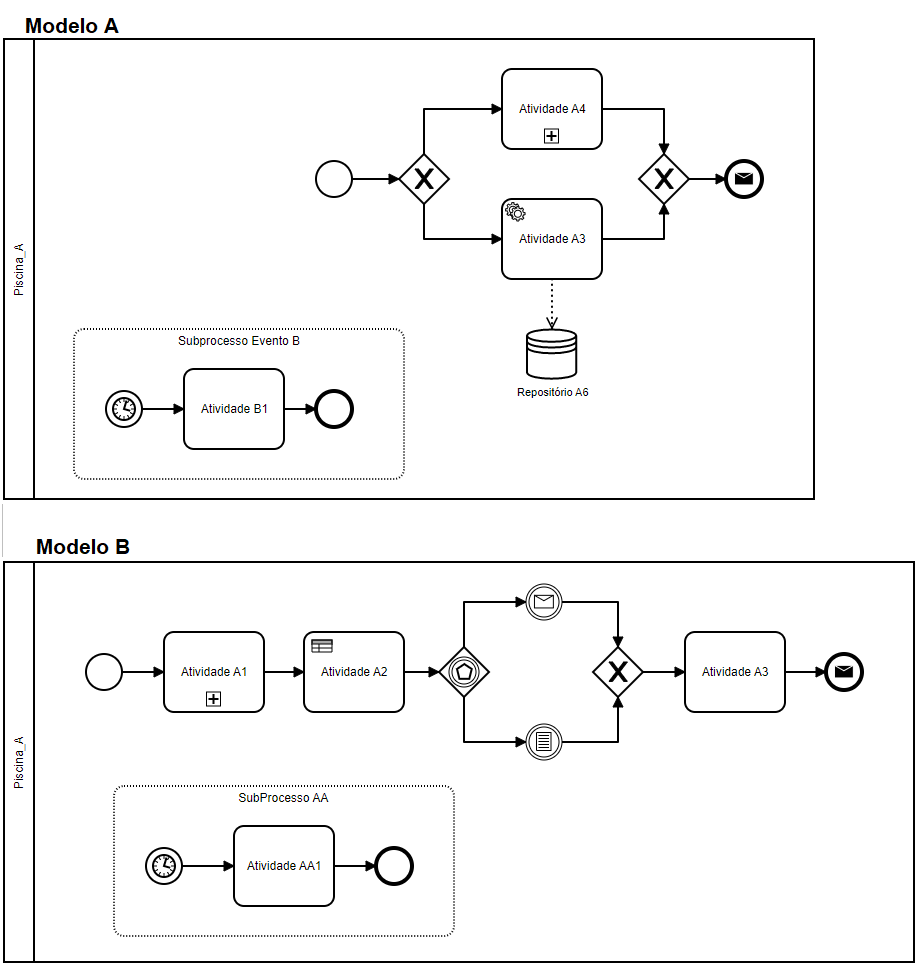 Modelo A
Piscina_A
Atividade A4
Atividade A3
Repositório A6
Subprocesso Evento B
Atividade B1
Modelo B
Piscina_A
Atividade A1
Atividade A2
Atividade A3
SubProcesso AA
Atividade AA1